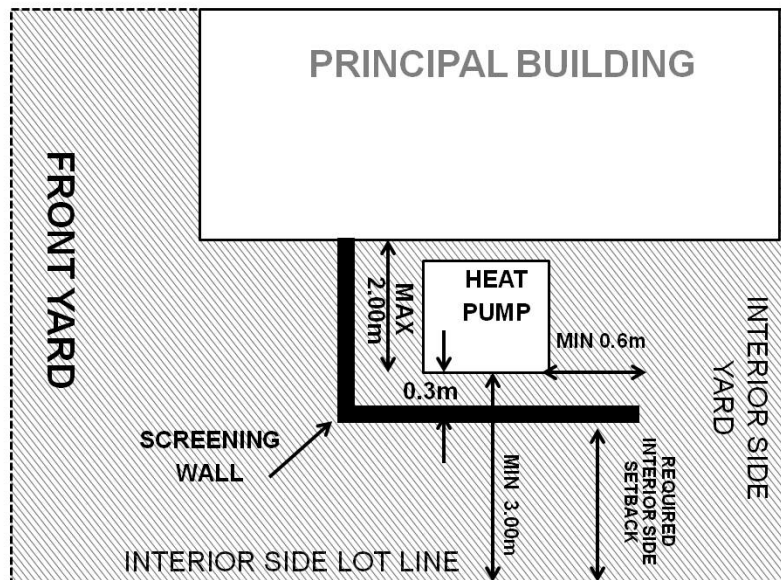 PRINCIPAL BUILDING
FRONT YARD
MAX
2.00m
HEAT
PUMP
MIN 0.6m
INTERIOR SIDE
YARD
0.3m
SCREENING
WALL
MIN 3.00m
REQUIRED
INTERIOR SIDE
SETBACK
INTERIOR SIDE LOT LINE